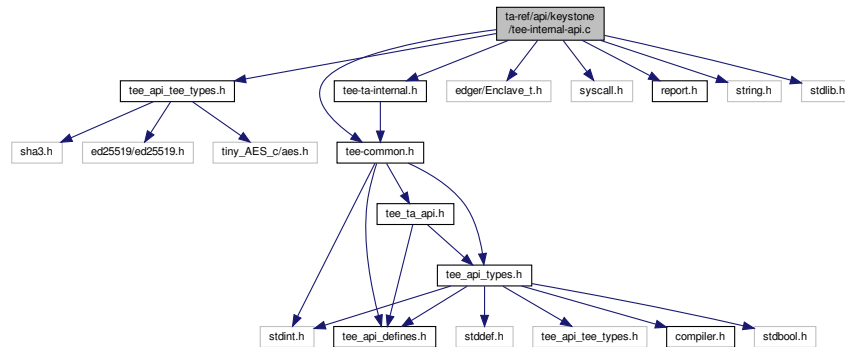 ta-ref/api/keystone
/tee-internal-api.c
tee_api_tee_types.h
tee-ta-internal.h
edger/Enclave_t.h
syscall.h
report.h
string.h
stdlib.h
sha3.h
ed25519/ed25519.h
tiny_AES_c/aes.h
tee-common.h
tee_ta_api.h
tee_api_types.h
stdint.h
tee_api_defines.h
stddef.h
tee_api_tee_types.h
compiler.h
stdbool.h